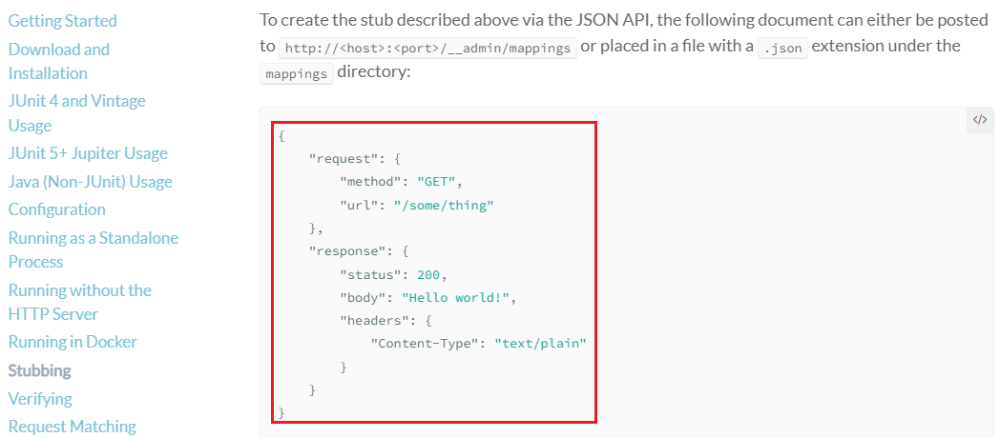 Getting Started
Download and
Installation
JUnit 4 and Vintage
Usage
JUnit 5+ Jupiter Usage
Java (Non-JUnit) Usage
Configuration
Running as a Standalone
Process
Running without the
HTTP Server
Running in Docker
Stubbing
Verifying
Request Matching
To create the stub described above via the JSON API, the following document can either be posted
to http://<host>:<port>/__admin/mappings or placed in a file with a .json extension under the
mappings directory:
</>
{
    "request": {
        "method": "GET",
        "url": "/some/thing"
    },
    "response": {
        "status": 200,
        "body": "Hello world!",
        "headers": {
            "Content-Type": "text/plain"
        }
    }
}